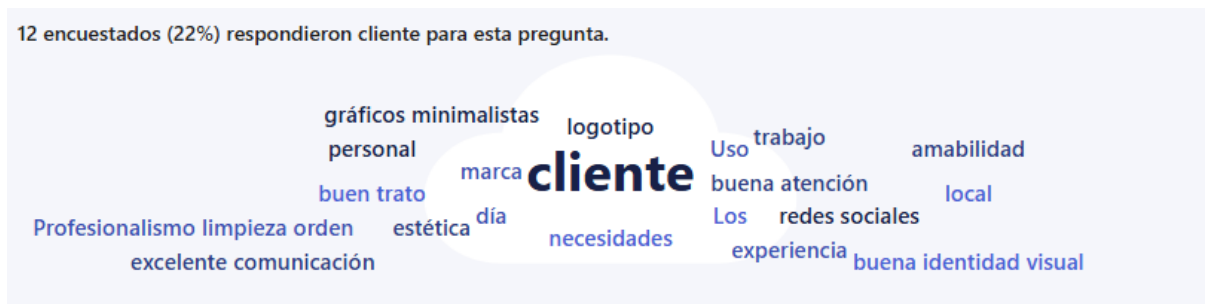 12 encuestados (22%) respondieron cliente para esta pregunta.
gráficos minimalistas
logotipo
personal
Uso
trabajo
amabilidad
marca
cliente
buen trato
buena atención
local
Profesionalismo limpieza orden
estética
día
Los
redes sociales
necesidades
experiencia
excelente comunicación
buena identidad visual